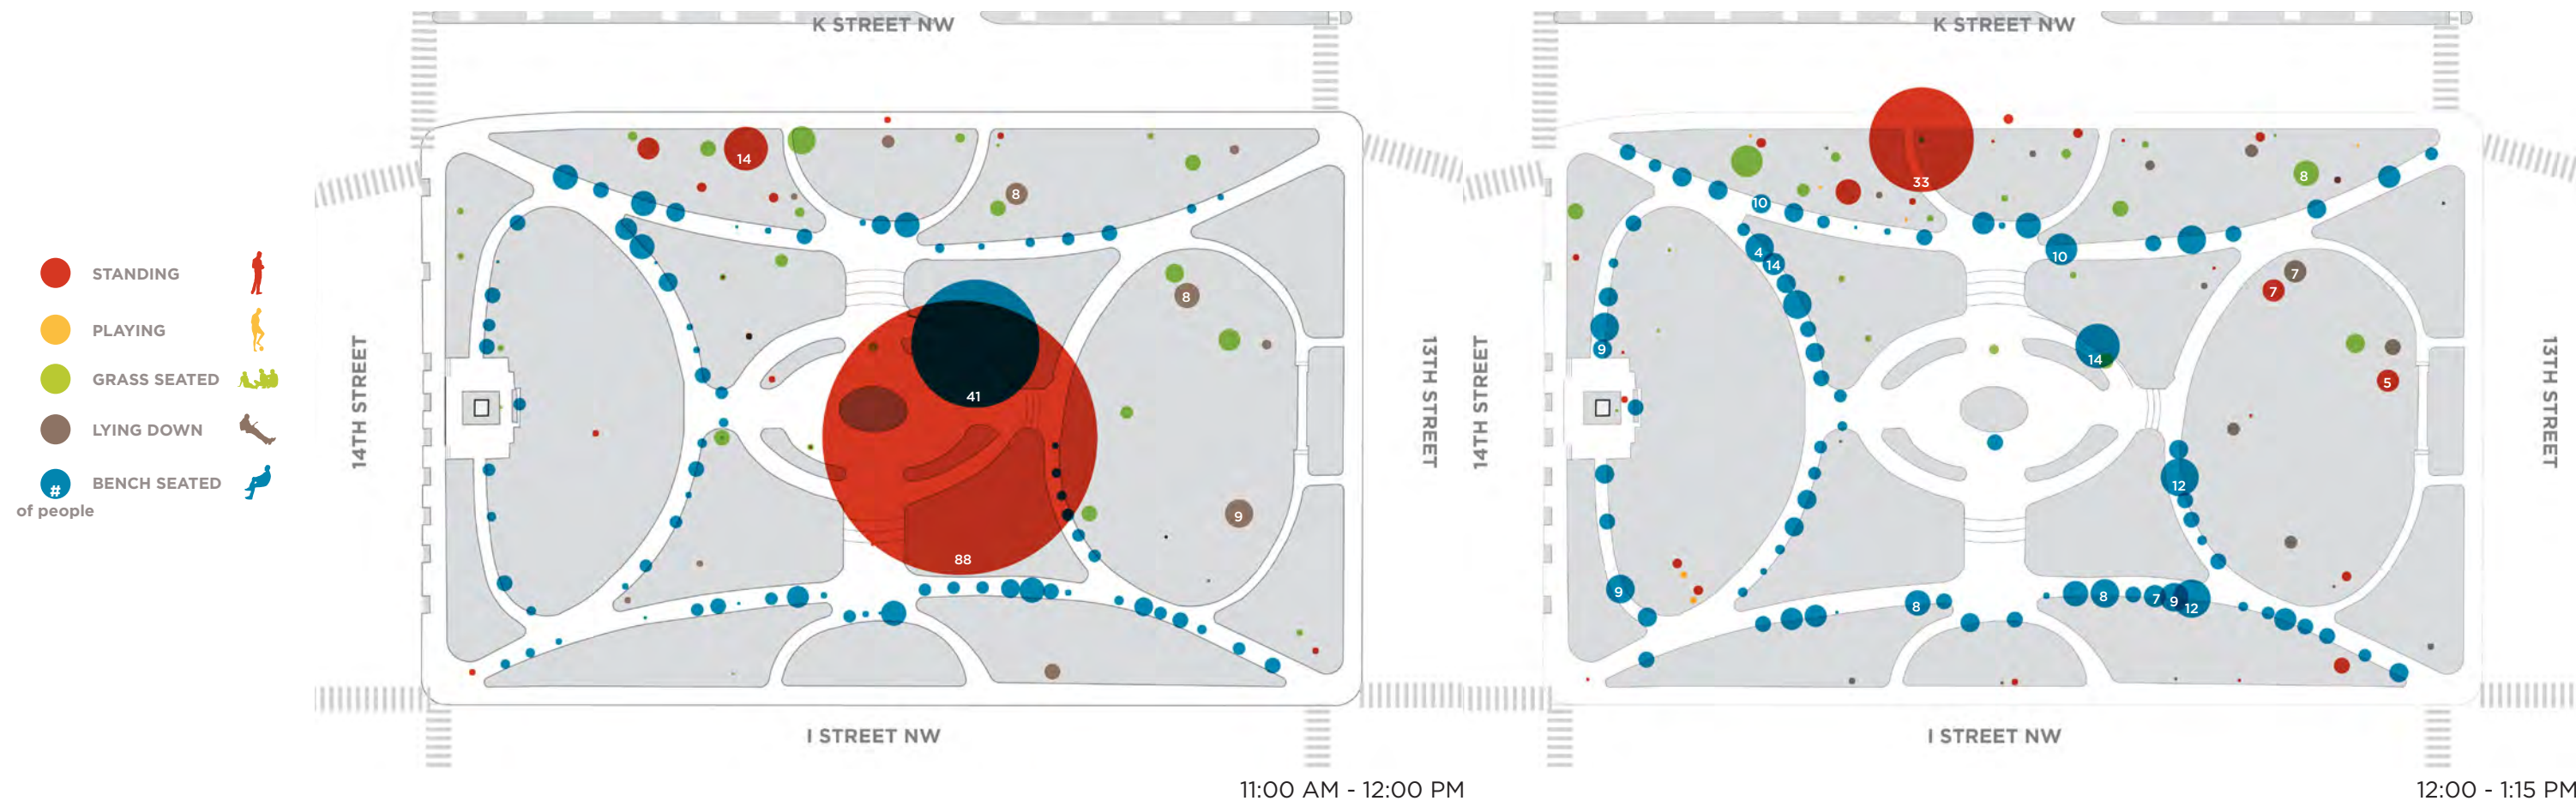 K STREET NW
K STREET NW
STANDING
PLAYING
GRASS SEATED
LYING DOWN
#
BENCH SEATED
of people
14TH STREET
14
8
8
41
88
9
13TH STREET
I STREET NW
11:00 AM - 12:00 PM
14TH STREET
33
10
8
4
14
10
7
7
9
14
5
12
9
8
8
7
9
12
13TH STREET
I STREET NW
12:00 - 1:15 PM